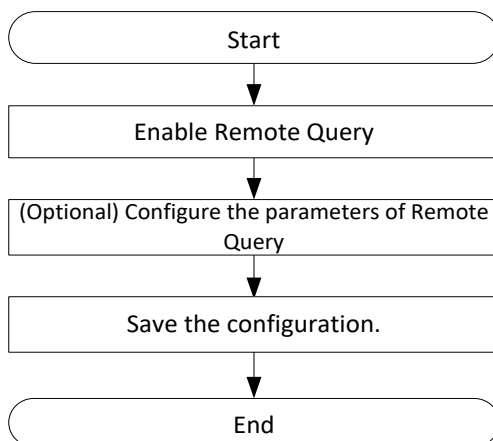 Start
Enable Remote Query
(Optional) Configure the parameters of Remote
Query
Save the configuration.
End